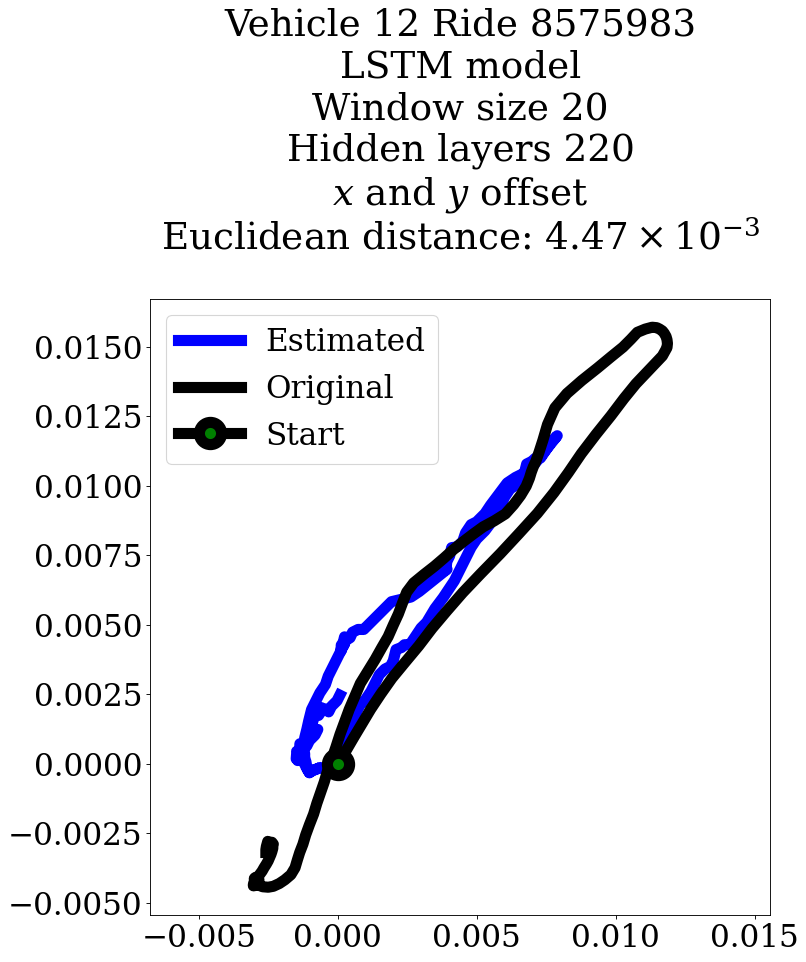 Vehicle 12 Ride 8575983
LSTM model
Window size 20
Hidden layers 220
x and y offset
Euclidean distance: 4.47 × 10⁻³
Estimated
Original
Start
0.0150
0.0125
0.0100
0.0075
0.0050
0.0025
0.0000
−0.0025
−0.0050
−0.005 0.000 0.005 0.010 0.015